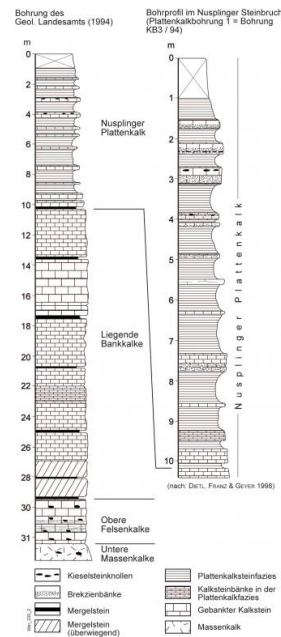 Bohrung des
Geol. Landesamts (1994)
Bohrprofil im Nusplinger Steinbruch
(Plattenkalkbohrung 1 = Bohrung
KB3 / 94)
m
0
2
4
6
8
10
12
14
16
18
20
22
24
26
28
30
31
Nusplinger
Plattenkalk
Liegende
Bankkalke
Obere
Felsenkalke
Untere
Massenkalke
m
0
1
2
3
4
5
6
7
8
9
10
Nusplinger Plattenkalk
(nach: DIETL, FRANZ & GEYER 1998)
Kieselsteinknollen
Brekzienbänke
Mergelstein
Mergelstein
(überwiegend)
Plattenkalksteinfazies
Kalksteinbänke in der
Plattenkalkfazies
Gebankter Kalkstein
Massenkalk